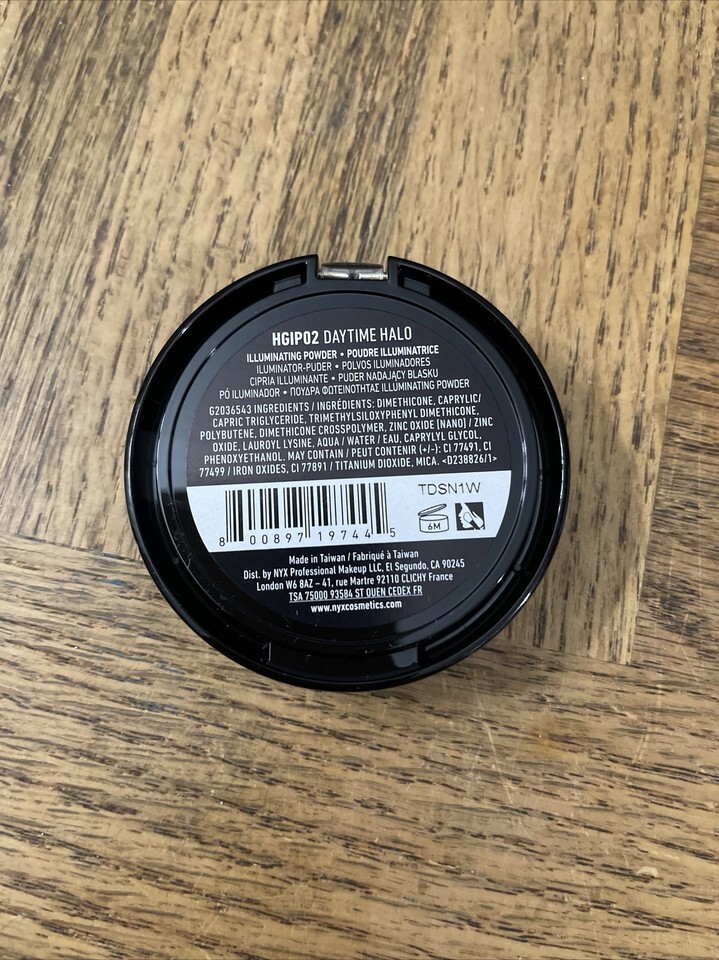 HGIP02 DAYTIME HALO
ILLUMINATING POWDER • POUDRE ILLUMINATRICE
ILUMINATOR-PUDER • POLVOS ILUMINADORES
CIPRIA ILLUMINANTE • PUDER NADAJĄCY BLASKU
PÓ ILUMINADOR • ΠΟΥΔΡΑ ΦΩΤΕΙΝΟΤΗΤΑΣ ILLUMINATING POWDER
G2036543 INGREDIENTS / INGRÉDIENTS: DIMETHICONE, CAPRYLIC/
CAPRIC TRIGLYCERIDE, TRIMETHYLSILOXYPHENYL DIMETHICONE,
POLYBUTENE, DIMETHICONE CROSSPOLYMER, ZINC OXIDE [NANO] / ZINC
OXIDE, LAUROYL LYSINE, AQUA / WATER / EAU, CAPRYLYL GLYCOL,
PHENOXYETHANOL. MAY CONTAIN / PEUT CONTENIR (+/-): CI 77491, CI
77499 / IRON OXIDES, CI 77891 / TITANIUM DIOXIDE, MICA. <D238826/1>
TDSN1W
8 00897 19744 5
6M
Made in Taiwan / Fabriqué à Taiwan
Dist. by NYX Professional Makeup LLC, El Segundo, CA 90245
London W6 8AZ – 41, rue Martre 92110 CLICHY France
TSA 75000 93584 ST OUEN CEDEX FR
www.nyxcosmetics.com